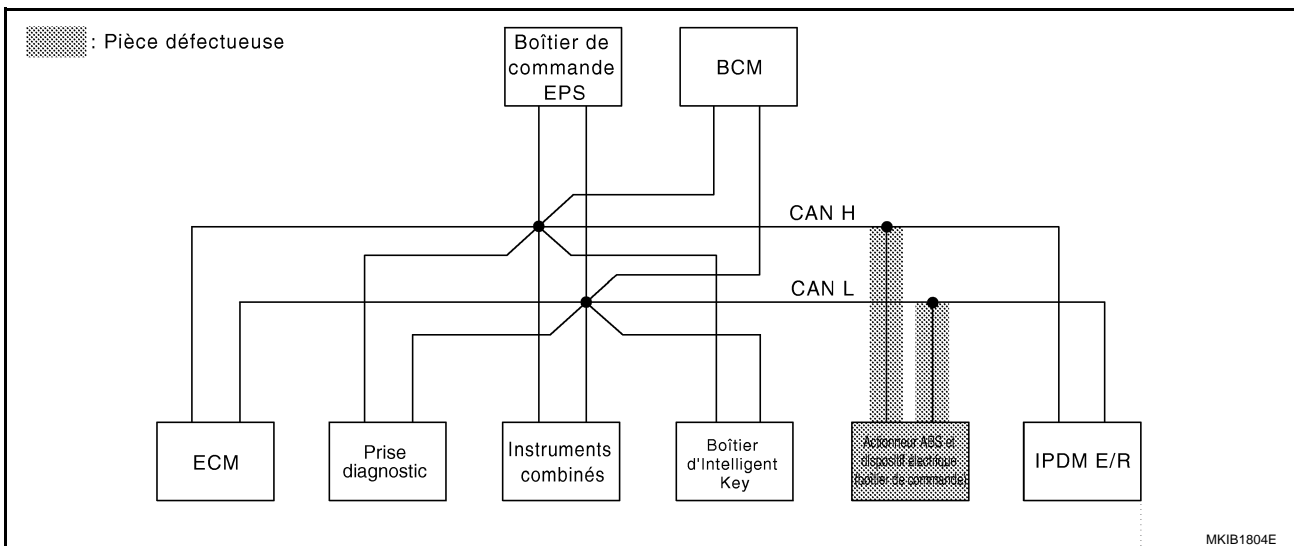 : Pièce défectueuse
Boîtier de
commande
EPS
BCM
CAN H
CAN L
ECM
Prise
diagnostic
Instruments
combinés
Boîtier
d'Intelligent
Key
Actionneur ABS et
dispositif électrique
(boîtier de commande)
IPDM E/R
MKIB1804E